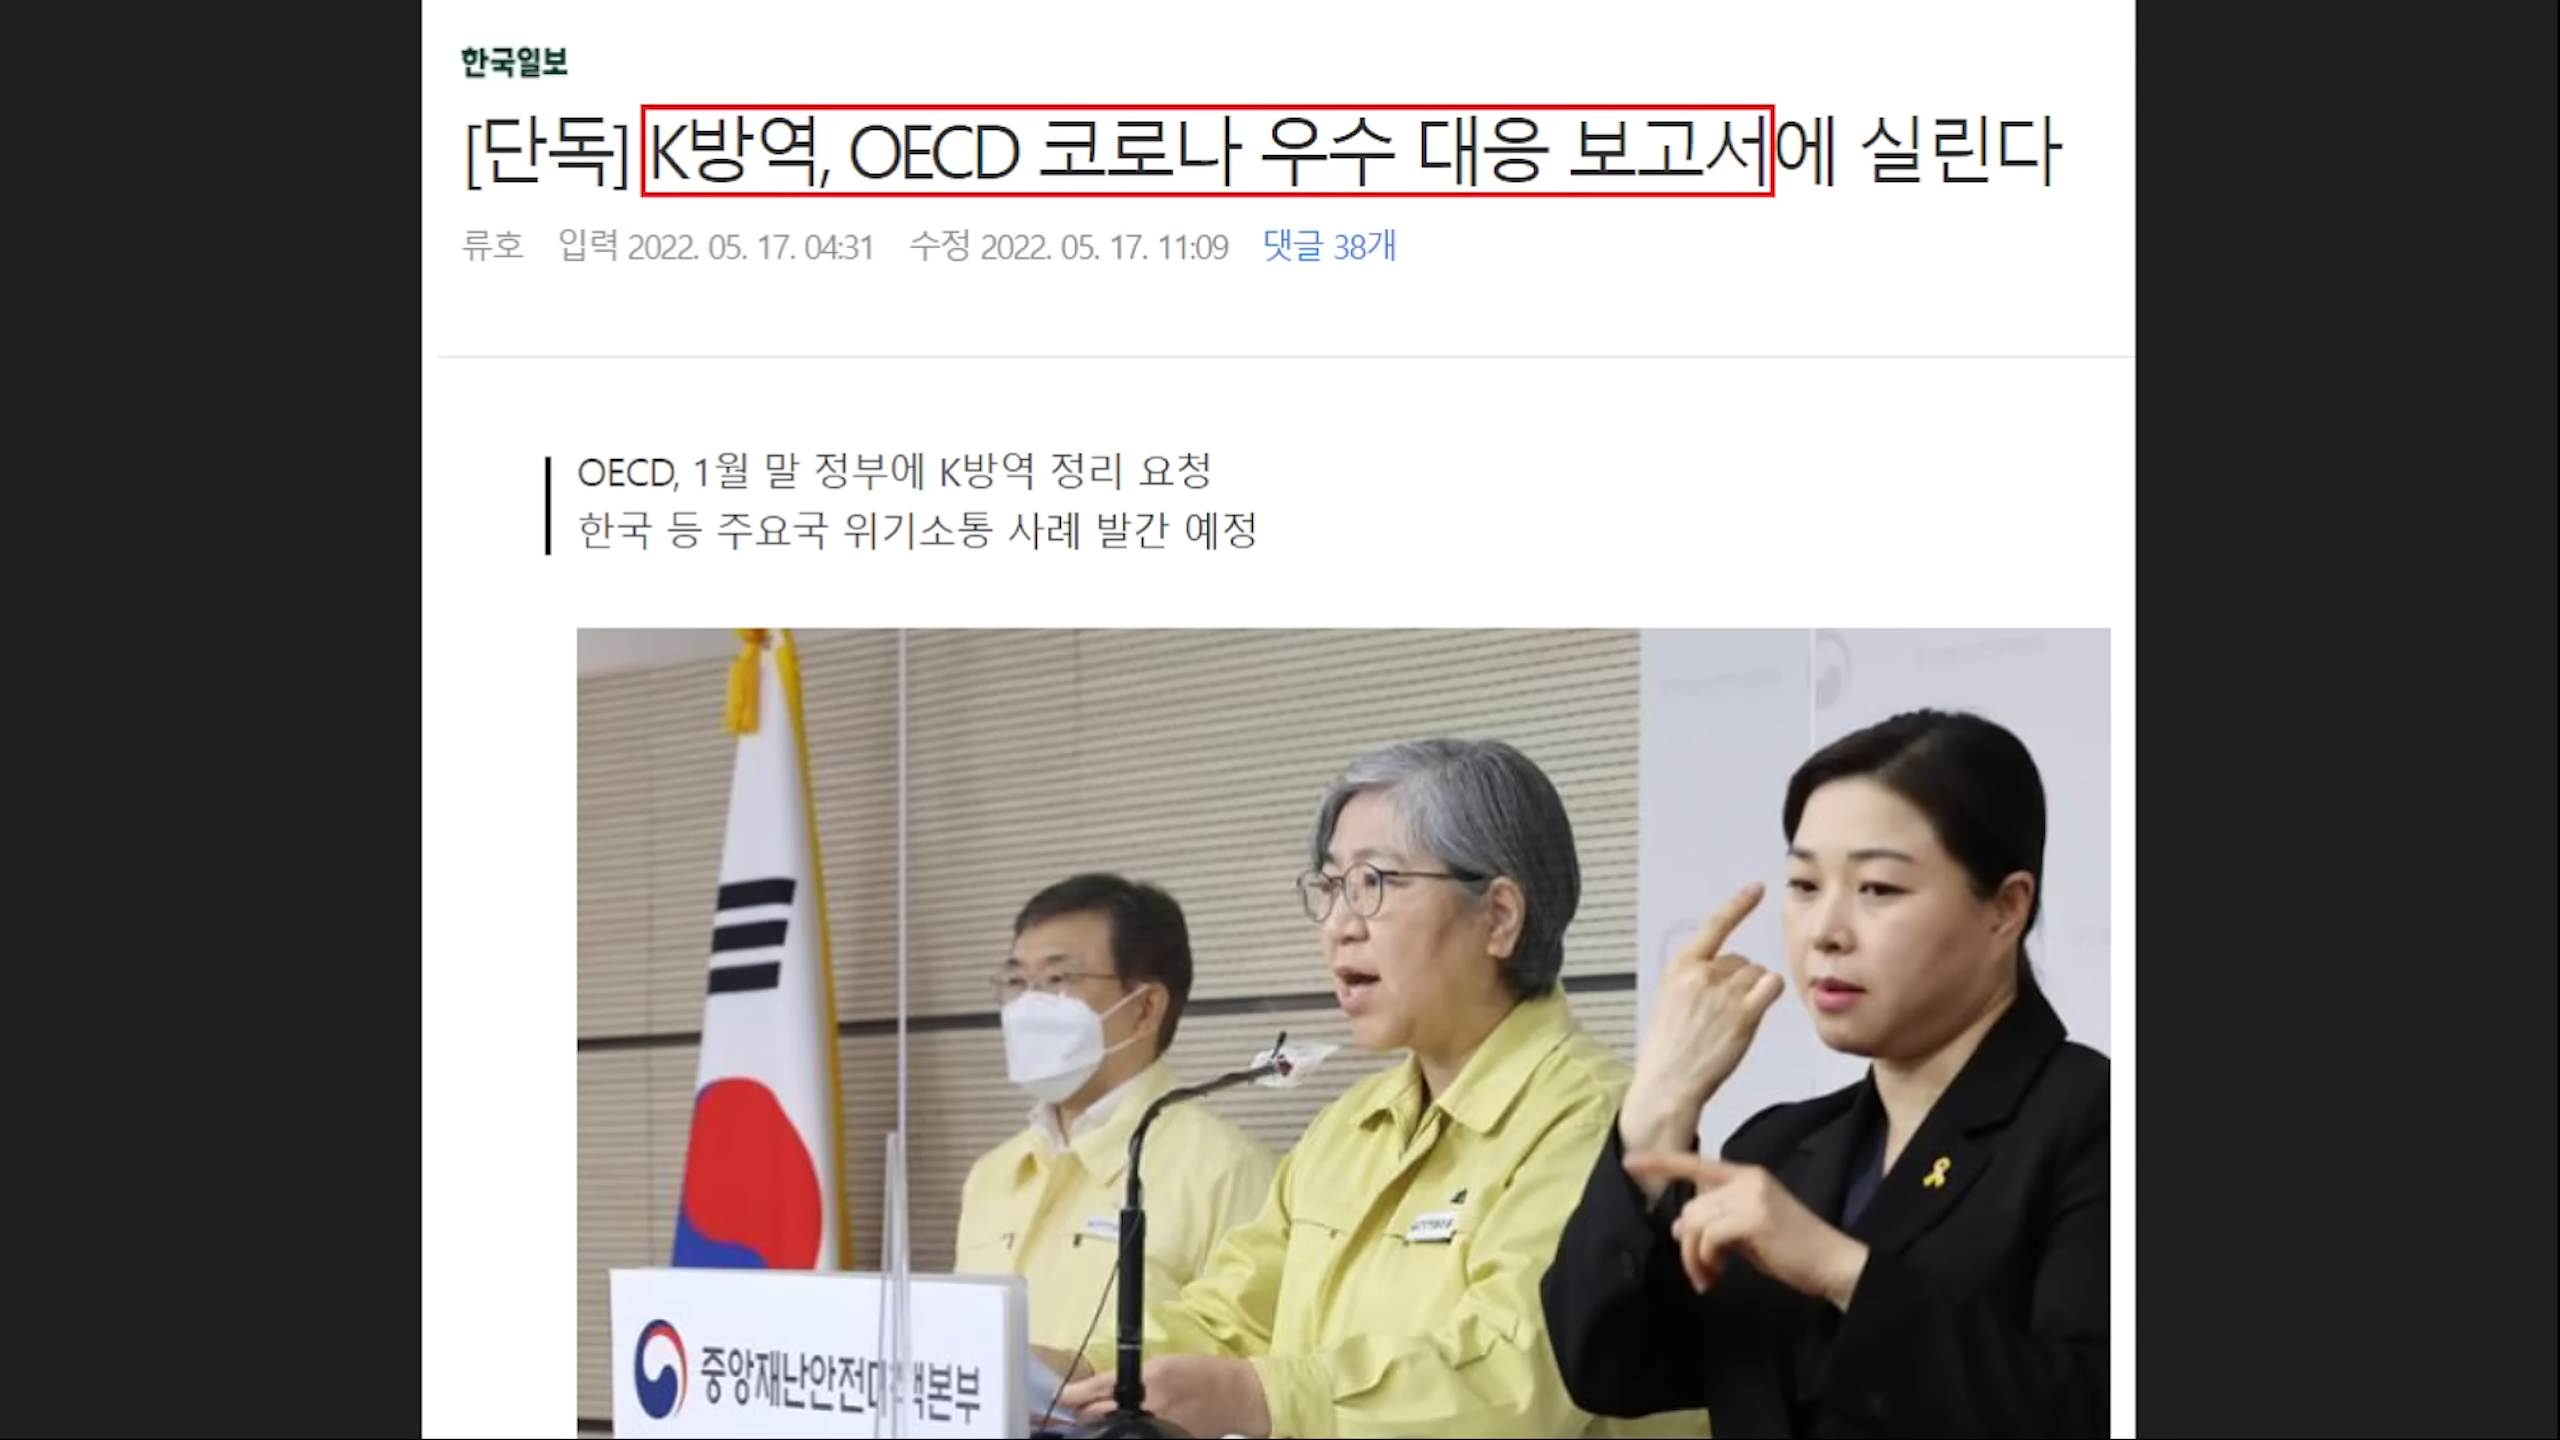 한국일보
[단독] K방역, OECD 코로나 우수 대응 보고서에 실린다
류호 입력 2022. 05. 17. 04:31 수정 2022. 05. 17. 11:09 댓글 38개
OECD, 1월 말 정부에 K방역 정리 요청
한국 등 주요국 위기소통 사례 발간 예정
중앙재난안전대책본부